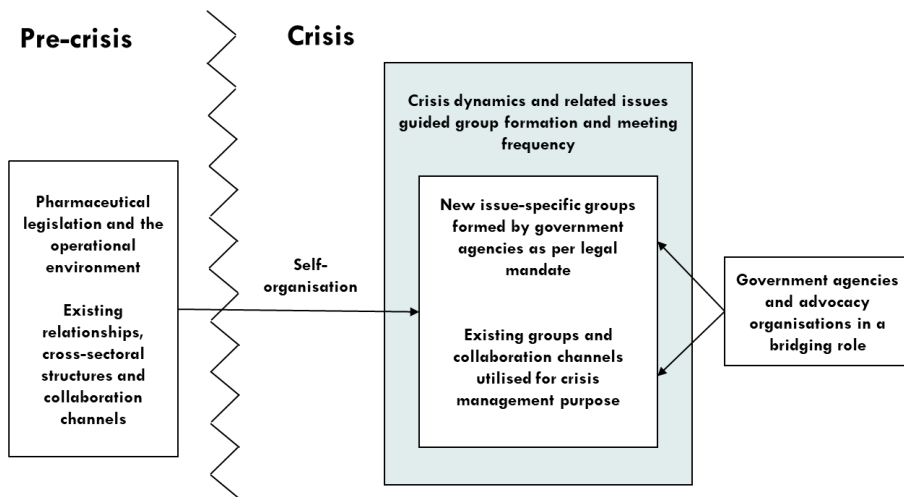 Pre-crisis
Crisis
Crisis dynamics and related issues
guided group formation and meeting
frequency
Pharmaceutical
legislation and the
operational
environment
Existing
relationships,
cross-sectoral
structures and
collaboration
channels
Self-
organisation
New issue-specific groups
formed by government
agencies as per legal
mandate
Existing groups and
collaboration channels
utilised for crisis
management purpose
Government agencies
and advocacy
organisations in a
bridging role